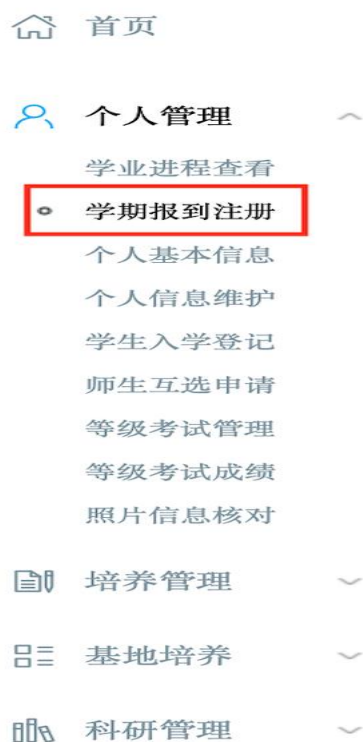 首页
个人管理
学业进程查看
学期报到注册
个人基本信息
个人信息维护
学生入学登记
师生互选申请
等级考试管理
等级考试成绩
照片信息核对
培养管理
基地培养
科研管理